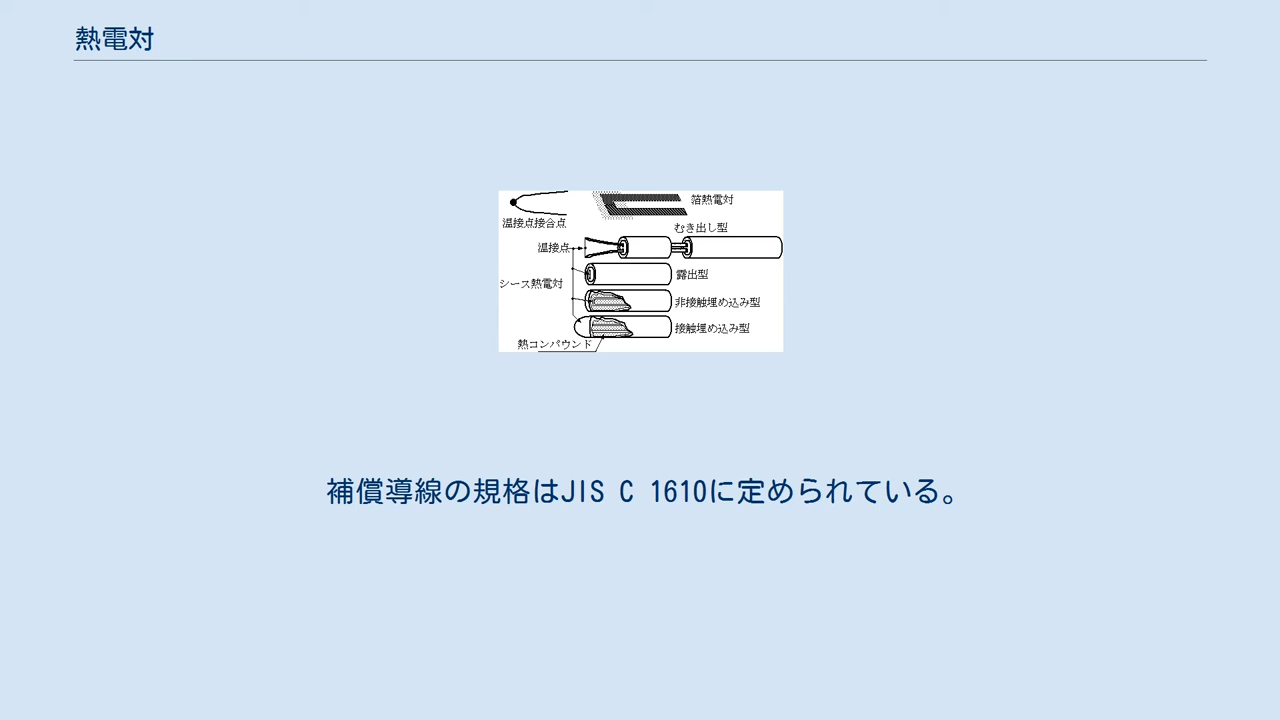 熱電対
箔熱電対
温接点接合点
むき出し型
温接点
露出型
シース熱電対
非接触埋め込み型
接触埋め込み型
熱コンパウンド
補償導線の規格はJIS C 1610に定められている。